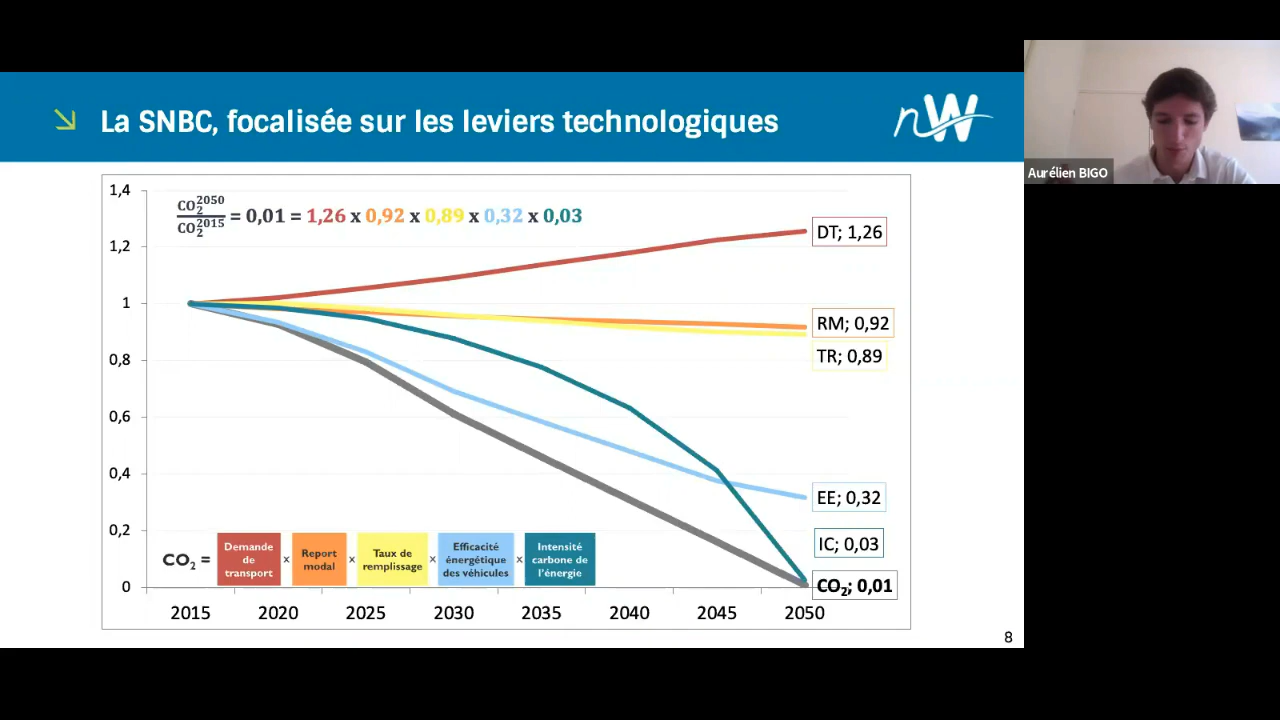 La SNBC, focalisée sur les leviers technologiques
nW
Aurélien BIGO
CO₂²⁰⁵⁰ / CO₂²⁰¹⁵ = 0,01 = 1,26 x 0,92 x 0,89 x 0,32 x 0,03
1,4
1,2
1
0,8
0,6
0,4
0,2
0
DT; 1,26
RM; 0,92
TR; 0,89
EE; 0,32
IC; 0,03
CO₂; 0,01
CO₂ =
Demande
de
transport
x
Report
modal
x
Taux de
remplissage
x
Efficacité
énergétique
des véhicules
x
Intensité
carbone de
l'énergie
2015 2020 2025 2030 2035 2040 2045 2050
8